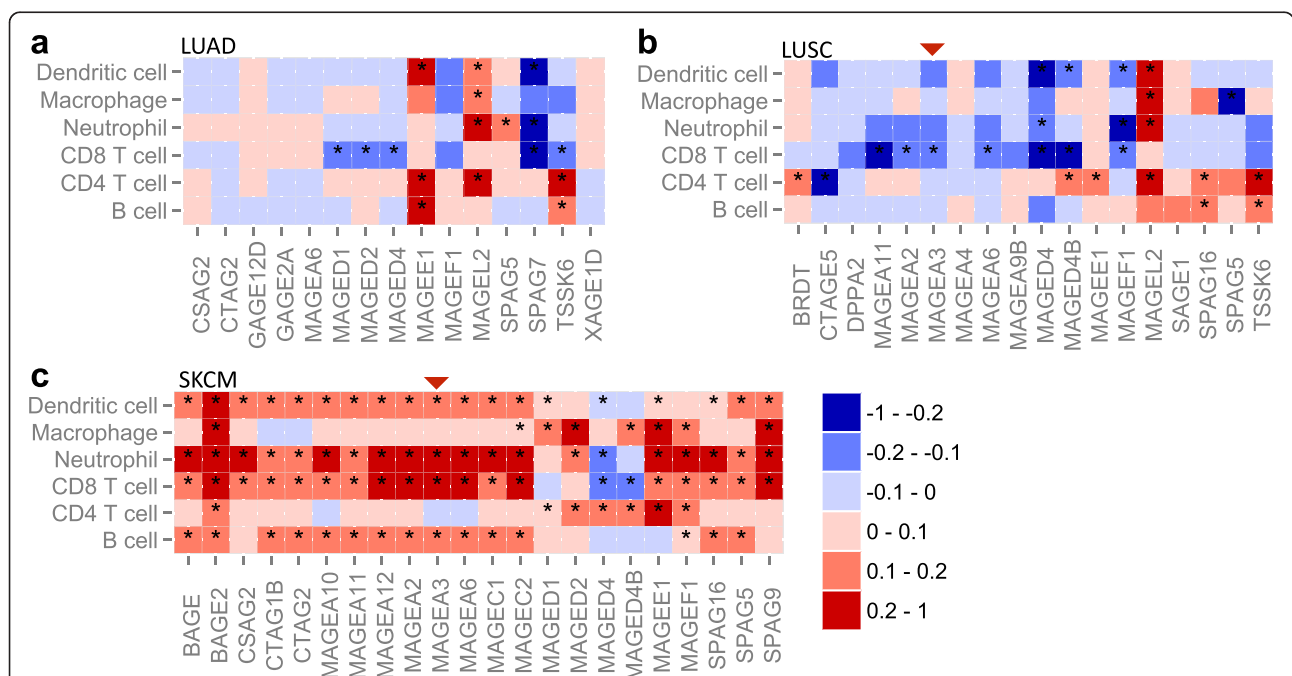 a
LUAD
Dendritic cell
Macrophage
Neutrophil
CD8 T cell
CD4 T cell
B cell
CSAG2
CTAG2
GAGE12D
GAGE2A
MAGEA6
MAGED1
MAGED2
MAGED4
MAGEE1
MAGEF1
MAGEL2
SPAG5
SPAG7
TSSK6
XAGE1D
b
LUSC
Dendritic cell
Macrophage
Neutrophil
CD8 T cell
CD4 T cell
B cell
BRDT
CTAGE5
DPPA2
MAGEA11
MAGEA2
MAGEA3
MAGEA4
MAGEA6
MAGEA9B
MAGED4
MAGED4B
MAGEE1
MAGEF1
MAGEL2
SAGE1
SPAG16
SPAG5
TSSK6
c
SKCM
Dendritic cell
Macrophage
Neutrophil
CD8 T cell
CD4 T cell
B cell
BAGE
BAGE2
CSAG2
CTAG1B
CTAG2
MAGEA10
MAGEA11
MAGEA12
MAGEA2
MAGEA3
MAGEA6
MAGEC1
MAGEC2
MAGED1
MAGED2
MAGED4
MAGED4B
MAGEE1
MAGEF1
SPAG16
SPAG5
SPAG9
-1 - -0.2
-0.2 - -0.1
-0.1 - 0
0 - 0.1
0.1 - 0.2
0.2 - 1